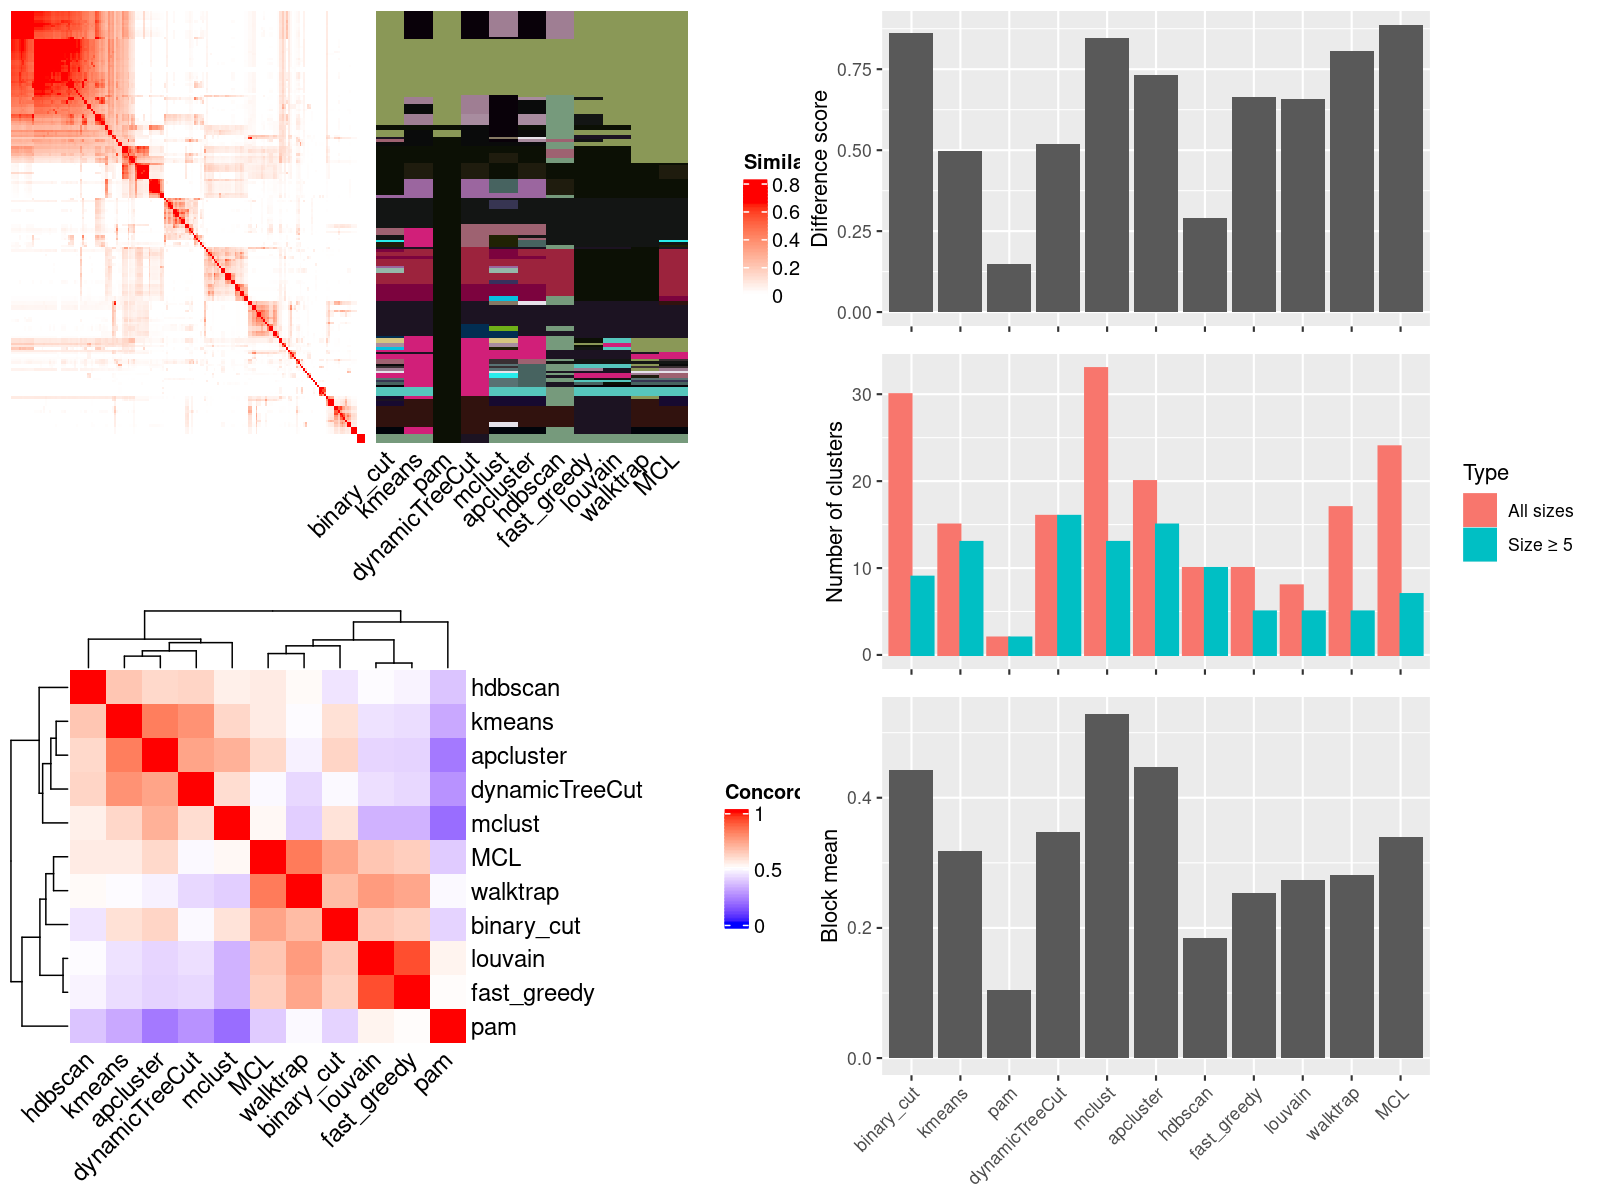 Simila
0.8
0.6
0.4
0.2
0
binary_cut
kmeans
pam
dynamicTreeCut
mclust
apcluster
hdbscan
fast_greedy
louvain
walktrap
MCL
Difference score
0.75
0.50
0.25
0.00
Number of clusters
30
20
10
0
Type
All sizes
Size ≥ 5
hdbscan
kmeans
apcluster
dynamicTreeCut
mclust
MCL
walktrap
binary_cut
louvain
fast_greedy
pam
hdbscan
kmeans
apcluster
dynamicTreeCut
mclust
MCL
walktrap
binary_cut
louvain
fast_greedy
pam
Concord
1
0.5
0
Block mean
0.4
0.2
0.0
binary_cut
kmeans
pam
dynamicTreeCut
mclust
apcluster
hdbscan
fast_greedy
louvain
walktrap
MCL